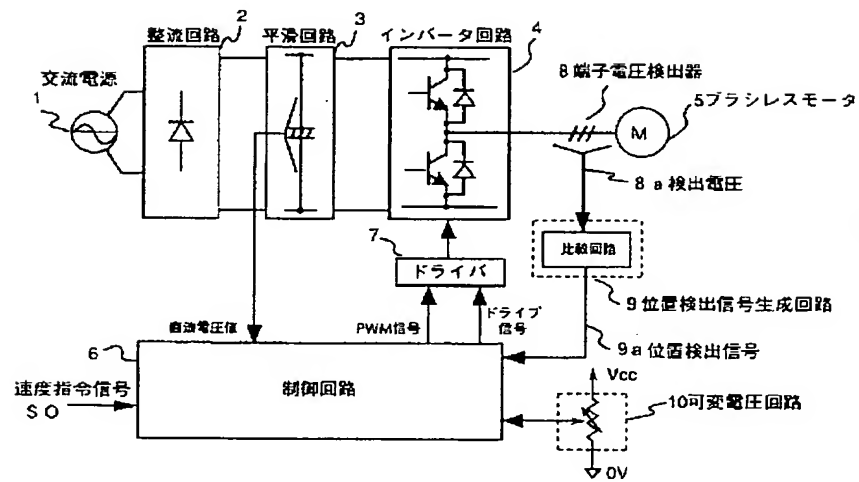 整流回路
2
平滑回路
3
インバータ回路
4
交流電源
1
8端子電圧検出器
5ブラシレスモータ
M
8a検出電圧
比較回路
7
ドライバ
9位置検出信号生成回路
直流電圧値
PWM信号
ドライブ
信号
9a位置検出信号
6
制御回路
速度指令信号
SO
Vcc
10可変電圧回路
0V